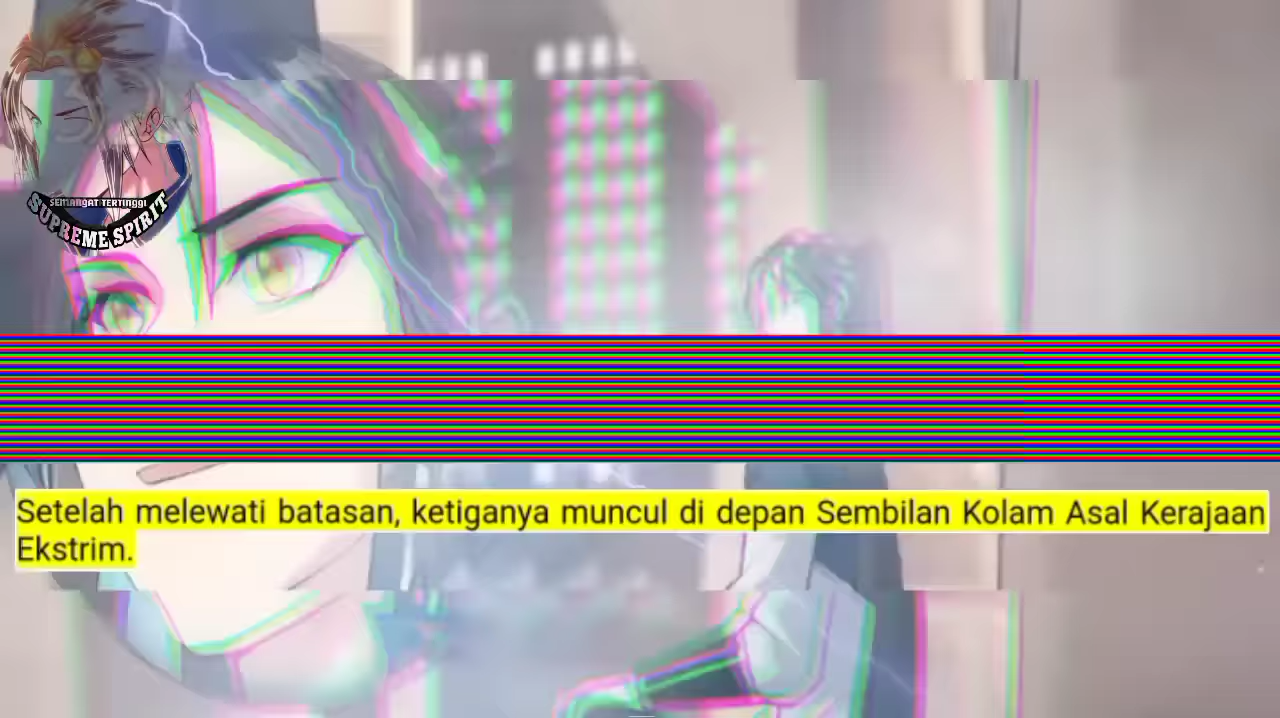 SEMANGAT TERTINGGI
SUPREME SPIRIT
Setelah melewati batasan, ketiganya muncul di depan Sembilan Kolam Asal Kerajaan
Ekstrim.